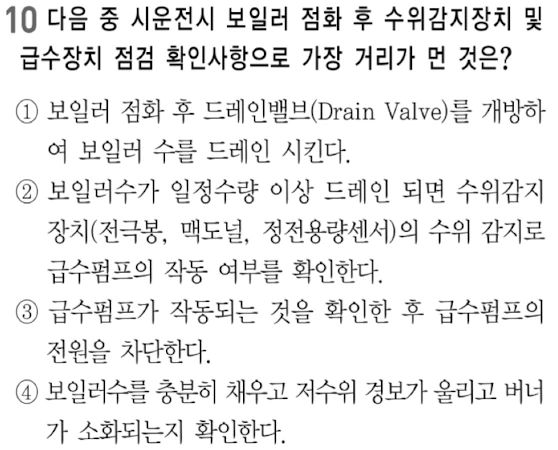 10 다음 중 시운전시 보일러 점화 후 수위감지장치 및
급수장치 점검 확인사항으로 가장 거리가 먼 것은?
① 보일러 점화 후 드레인밸브(Drain Valve)를 개방하
여 보일러 수를 드레인 시킨다.
② 보일러수가 일정수량 이상 드레인 되면 수위감지
장치(전극봉, 맥도널, 정전용량센서)의 수위 감지로
급수펌프의 작동 여부를 확인한다.
③ 급수펌프가 작동되는 것을 확인한 후 급수펌프의
전원을 차단한다.
④ 보일러수를 충분히 채우고 저수위 경보가 울리고 버너
가 소화되는지 확인한다.